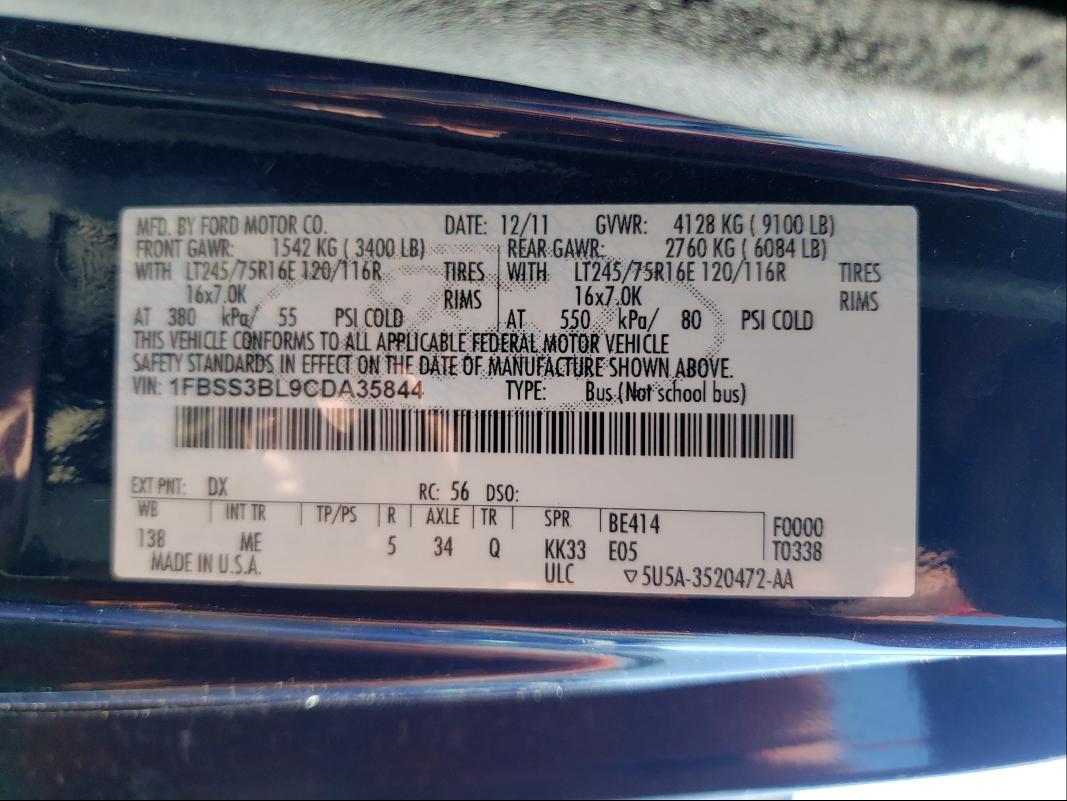 MFD. BY FORD MOTOR CO. DATE: 12/11 GVWR: 4128 KG ( 9100 LB)
FRONT GAWR: 1542 KG ( 3400 LB) REAR GAWR: 2760 KG ( 6084 LB)
WITH LT245/75R16E 120/116R TIRES WITH LT245/75R16E 120/116R TIRES
16x7.0K RIMS 16x7.0K RIMS
AT 380 kPa/ 55 PSI COLD AT 550 kPa/ 80 PSI COLD
THIS VEHICLE CONFORMS TO ALL APPLICABLE FEDERAL MOTOR VEHICLE
SAFETY STANDARDS IN EFFECT ON THE DATE OF MANUFACTURE SHOWN ABOVE.
VIN: 1FBSS3BL9CDA35844 TYPE: Bus (Not school bus)
EXT PNT: DX RC: 56 DSO:
WB INT TR TP/PS R AXLE TR SPR BE414 F0000
138 ME 5 34 Q KK33 E05 T0338
MADE IN U.S.A. ULC ▽5U5A-3520472-AA